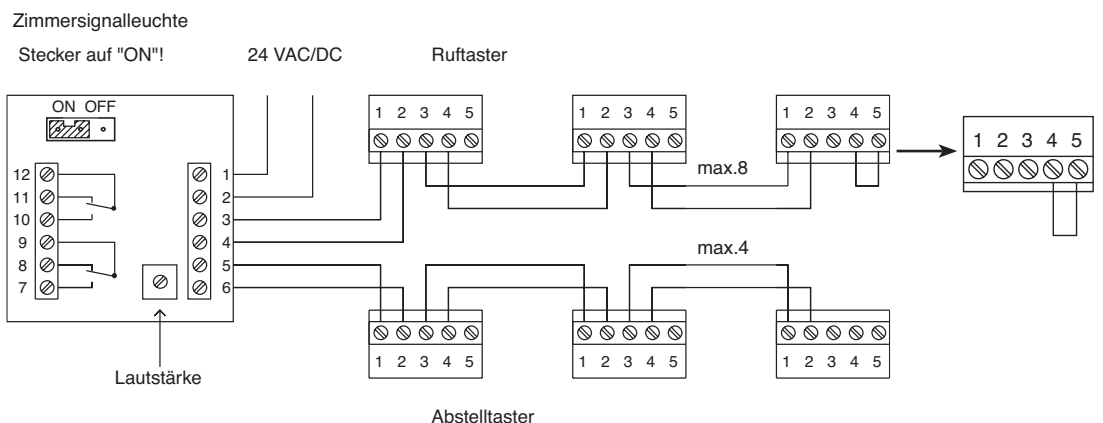 Zimmersignalleuchte
Stecker auf "ON"! 24 VAC/DC Ruftaster
ON OFF
12
11
10
9
8
7
1
2
3
4
5
6
Lautstärke
1 2 3 4 5
1 2 3 4 5
1 2 3 4 5
1 2 3 4 5
max.8
max.4
1 2 3 4 5
1 2 3 4 5
1 2 3 4 5
Abstelltaster